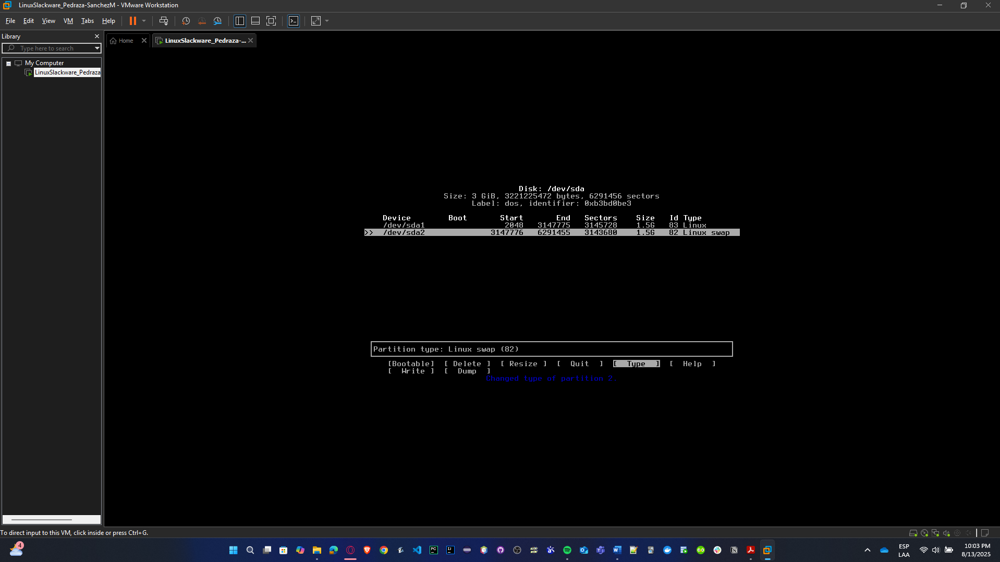 LinuxSlackware_Pedraza-SanchezM - VMware Workstation
File Edit View VM Tabs Help
Library
Type here to search
My Computer
LinuxSlackware_Pedraza
Home
LinuxSlackware_Pedraza-...
Disk: /dev/sda
Size: 3 GiB, 3221225472 bytes, 6291456 sectors
Label: dos, identifier: 0xb3bd0be3
Device Boot Start End Sectors Size Id Type
/dev/sda1 2048 3147775 3145728 1.5G 83 Linux
>> /dev/sda2 3147776 6291455 3143680 1.5G 82 Linux swap
Partition type: Linux swap (82)
[Bootable] [ Delete ] [ Resize ] [ Quit ] [ Type ] [ Help ]
[ Write ] [ Dump ]
Changed type of partition 2.
To direct input to this VM, click inside or press Ctrl+G.
4
ESP
LAA
10:03 PM
8/13/2025